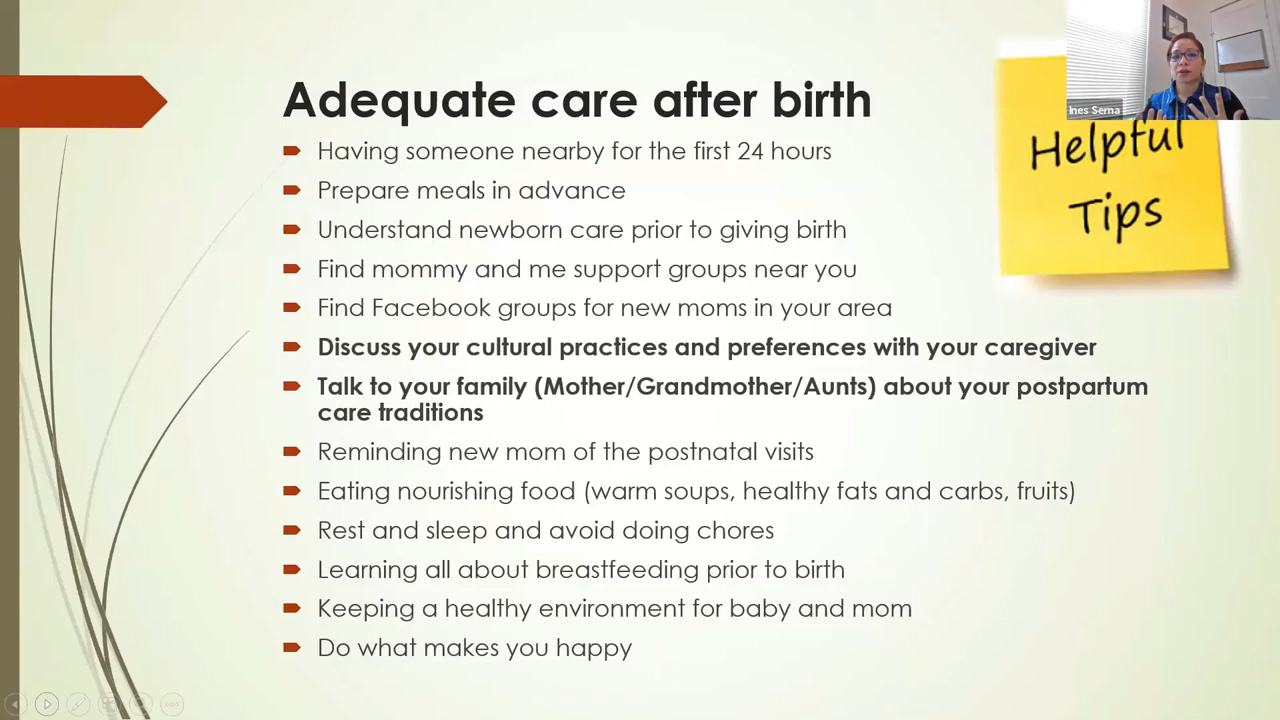 Adequate care after birth
Ines Serna
Helpful
Tips
Having someone nearby for the first 24 hours
Prepare meals in advance
Understand newborn care prior to giving birth
Find mommy and me support groups near you
Find Facebook groups for new moms in your area
Discuss your cultural practices and preferences with your caregiver
Talk to your family (Mother/Grandmother/Aunts) about your postpartum
care traditions
Reminding new mom of the postnatal visits
Eating nourishing food (warm soups, healthy fats and carbs, fruits)
Rest and sleep and avoid doing chores
Learning all about breastfeeding prior to birth
Keeping a healthy environment for baby and mom
Do what makes you happy